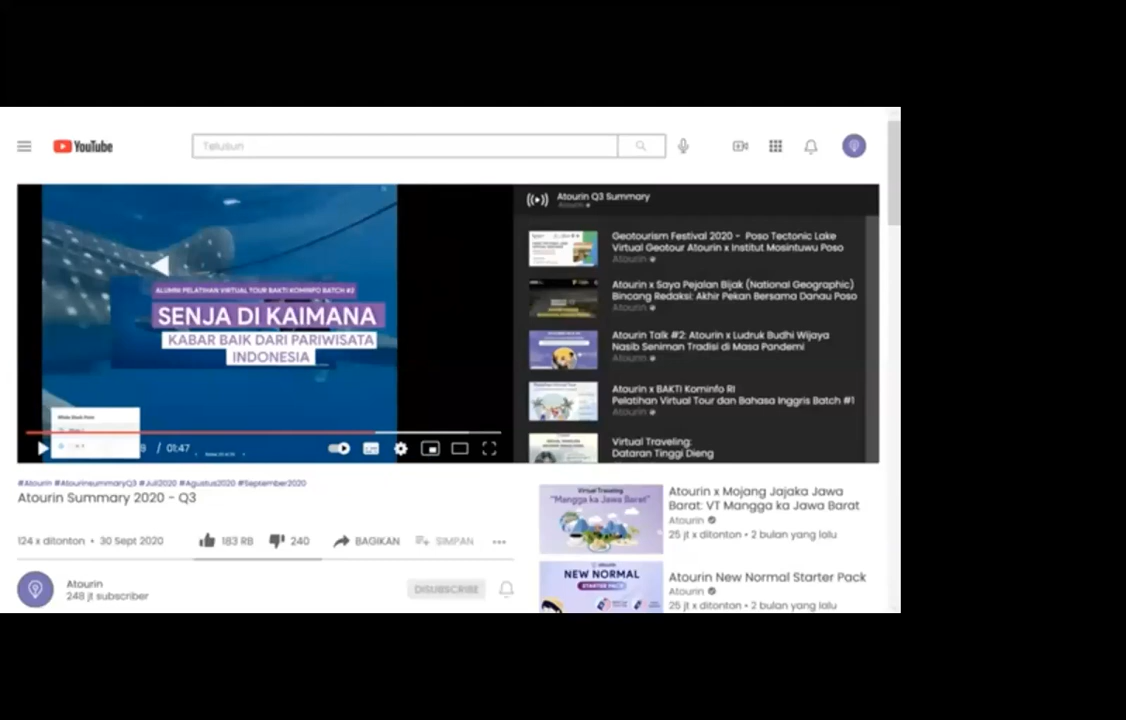 YouTube
Telusuri
ALUMNI PELATIHAN VIRTUAL TOUR BAKTI KOMINFO BATCH #2
SENJA DI KAIMANA
KABAR BAIK DARI PARIWISATA
INDONESIA
/ 01:47
#Atourin #AtourinsummaryQ3 #Juli2020 #Agustus2020 #September2020
Atourin Summary 2020 - Q3
124 x ditonton • 30 Sept 2020
183 RB
240
BAGIKAN
SIMPAN
Atourin
248 jt subscriber
DISUBSCRIBE
Atourin Q3 Summary
Atourin
Geotourism Festival 2020 - Poso Tectonic Lake
Virtual Geotour Atourin x Institut Mosintuwu Poso
Atourin
Atourin x Saya Pejalan Bijak (National Geographic)
Bincang Redaksi: Akhir Pekan Bersama Danau Poso
Atourin
Atourin Talk #2: Atourin x Ludruk Budhi Wijaya
Nasib Seniman Tradisi di Masa Pandemi
Atourin
Atourin x BAKTI Kominfo RI
Pelatihan Virtual Tour dan Bahasa Inggris Batch #1
Atourin
Virtual Traveling:
Dataran Tinggi Dieng
Virtual Traveling
"Mangga ka Jawa Barat"
Atourin x Mojang Jajaka Jawa
Barat: VT Mangga ka Jawa Barat
Atourin
25 jt x ditonton • 2 bulan yang lalu
NEW NORMAL
STARTER PACK
Atourin New Normal Starter Pack
Atourin
25 jt x ditonton • 2 bulan yang lalu